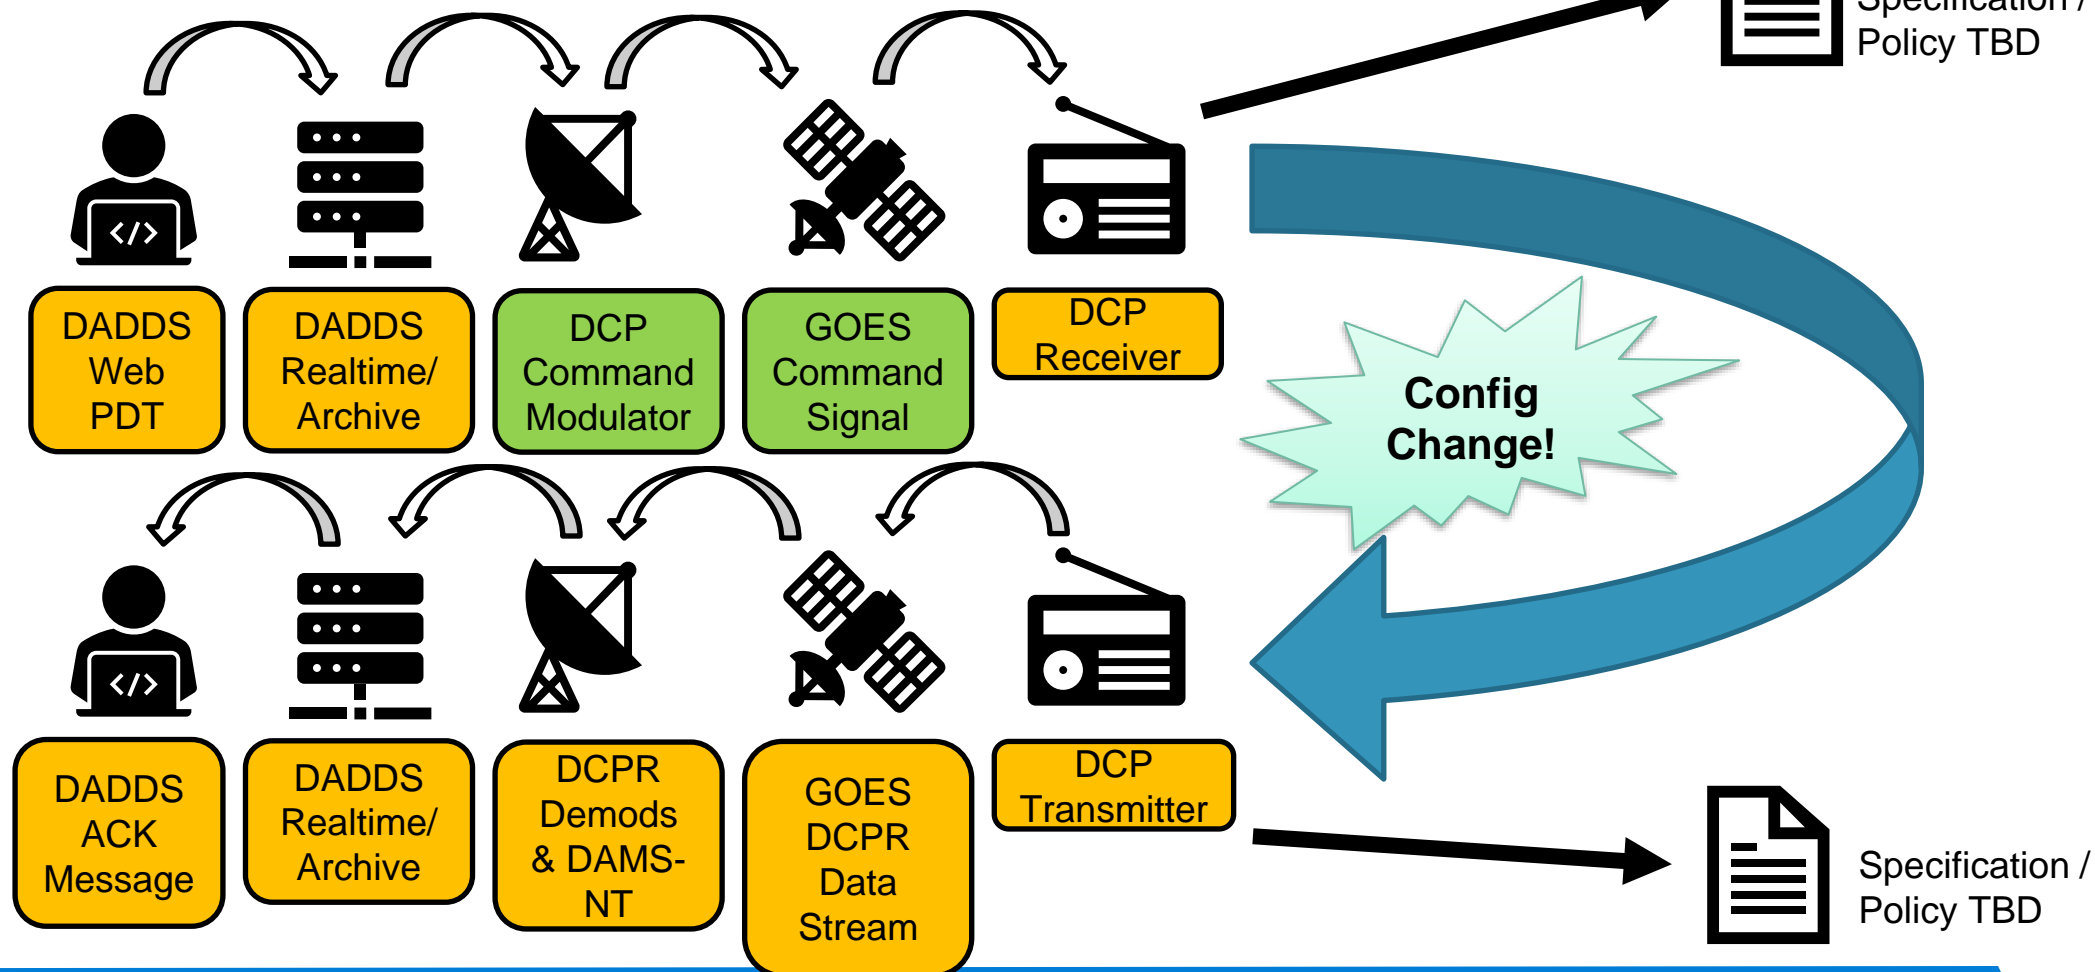 Specification /
Policy TBD
</>
DADDS
Web
PDT
DADDS
Realtime/
Archive
DCP
Command
Modulator
GOES
Command
Signal
DCP
Receiver
Config
Change!
</>
DADDS
ACK
Message
DADDS
Realtime/
Archive
DCPR
Demods
& DAMS-
NT
GOES
DCPR
Data
Stream
DCP
Transmitter
Specification /
Policy TBD